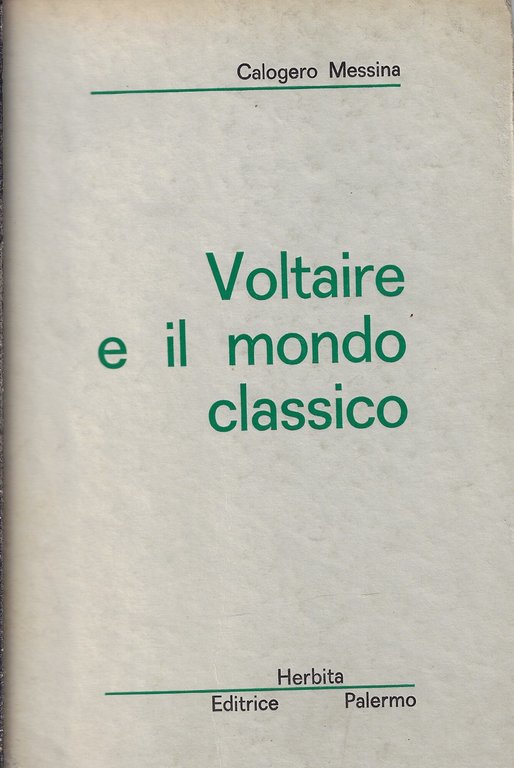 Calogero Messina
Voltaire
e il mondo
classico
Herbita
Editrice Palermo